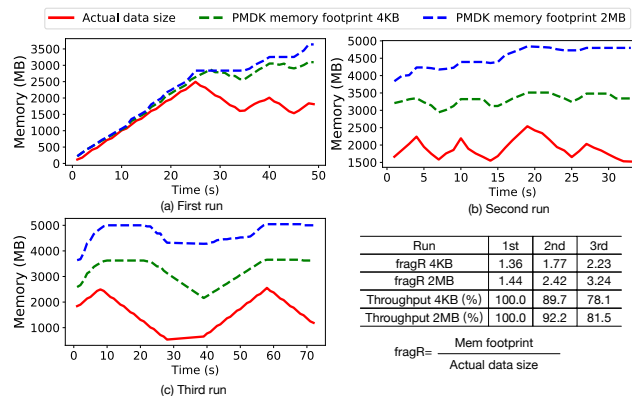 Actual data size PMDK memory footprint 4KB PMDK memory footprint 2MB
Memory (MB)
3500
3000
2500
2000
1500
1000
500
0
0 10 20 30 40 50
Time (s)
(a) First run
Memory (MB)
5000
4500
4000
3500
3000
2500
2000
1500
0 5 10 15 20 25 30
Time (s)
(b) Second run
Memory (MB)
5000
4000
3000
2000
1000
0 10 20 30 40 50 60 70
Time (s)
(c) Third run
Run 1st 2nd 3rd
fragR 4KB 1.36 1.77 2.23
fragR 2MB 1.44 2.42 3.24
Throughput 4KB (%) 100.0 89.7 78.1
Throughput 2MB (%) 100.0 92.2 81.5
fragR= Mem footprint
Actual data size